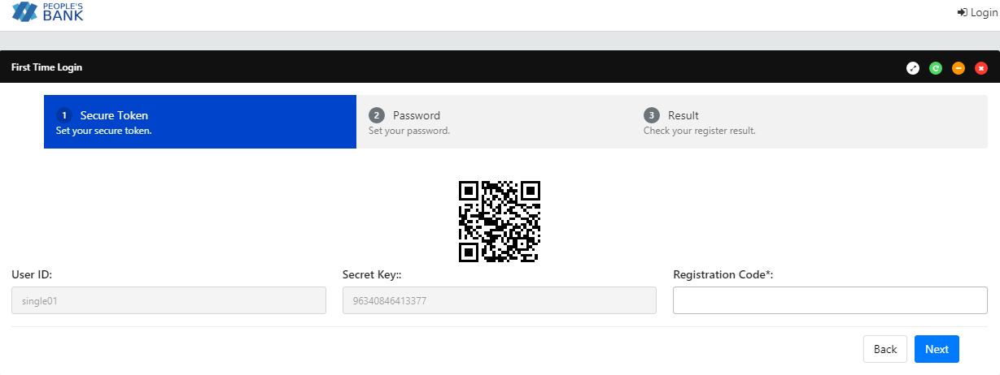 PEOPLE'S
BANK
Login
First Time Login
1 Secure Token
Set your secure token.
2 Password
Set your password.
3 Result
Check your register result.
User ID:
single01
Secret Key::
96340846413377
Registration Code*:
Back
Next